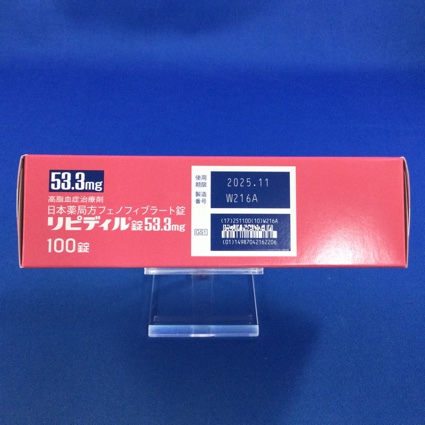 53.3mg
高脂血症治療剤
日本薬局方フェノフィブラート錠
リピディル®錠53.3mg
100錠
使用期限 2025.11
製造番号 W216A
(17)251100(10)W216A
GS1
(01)14987042162206